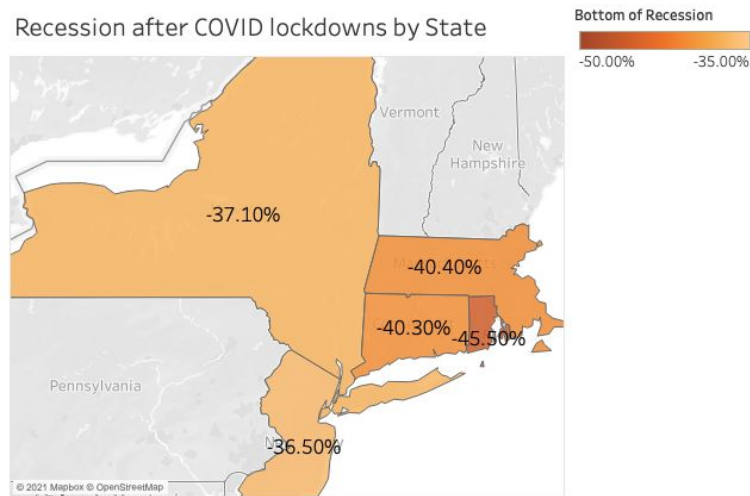 Recession after COVID lockdowns by State
Bottom of Recession
-50.00% -35.00%
Vermont
New
Hampshire
-37.10%
-40.40%
-40.30%
-45.50%
Pennsylvania
-36.50%
© 2021 Mapbox © OpenStreetMap